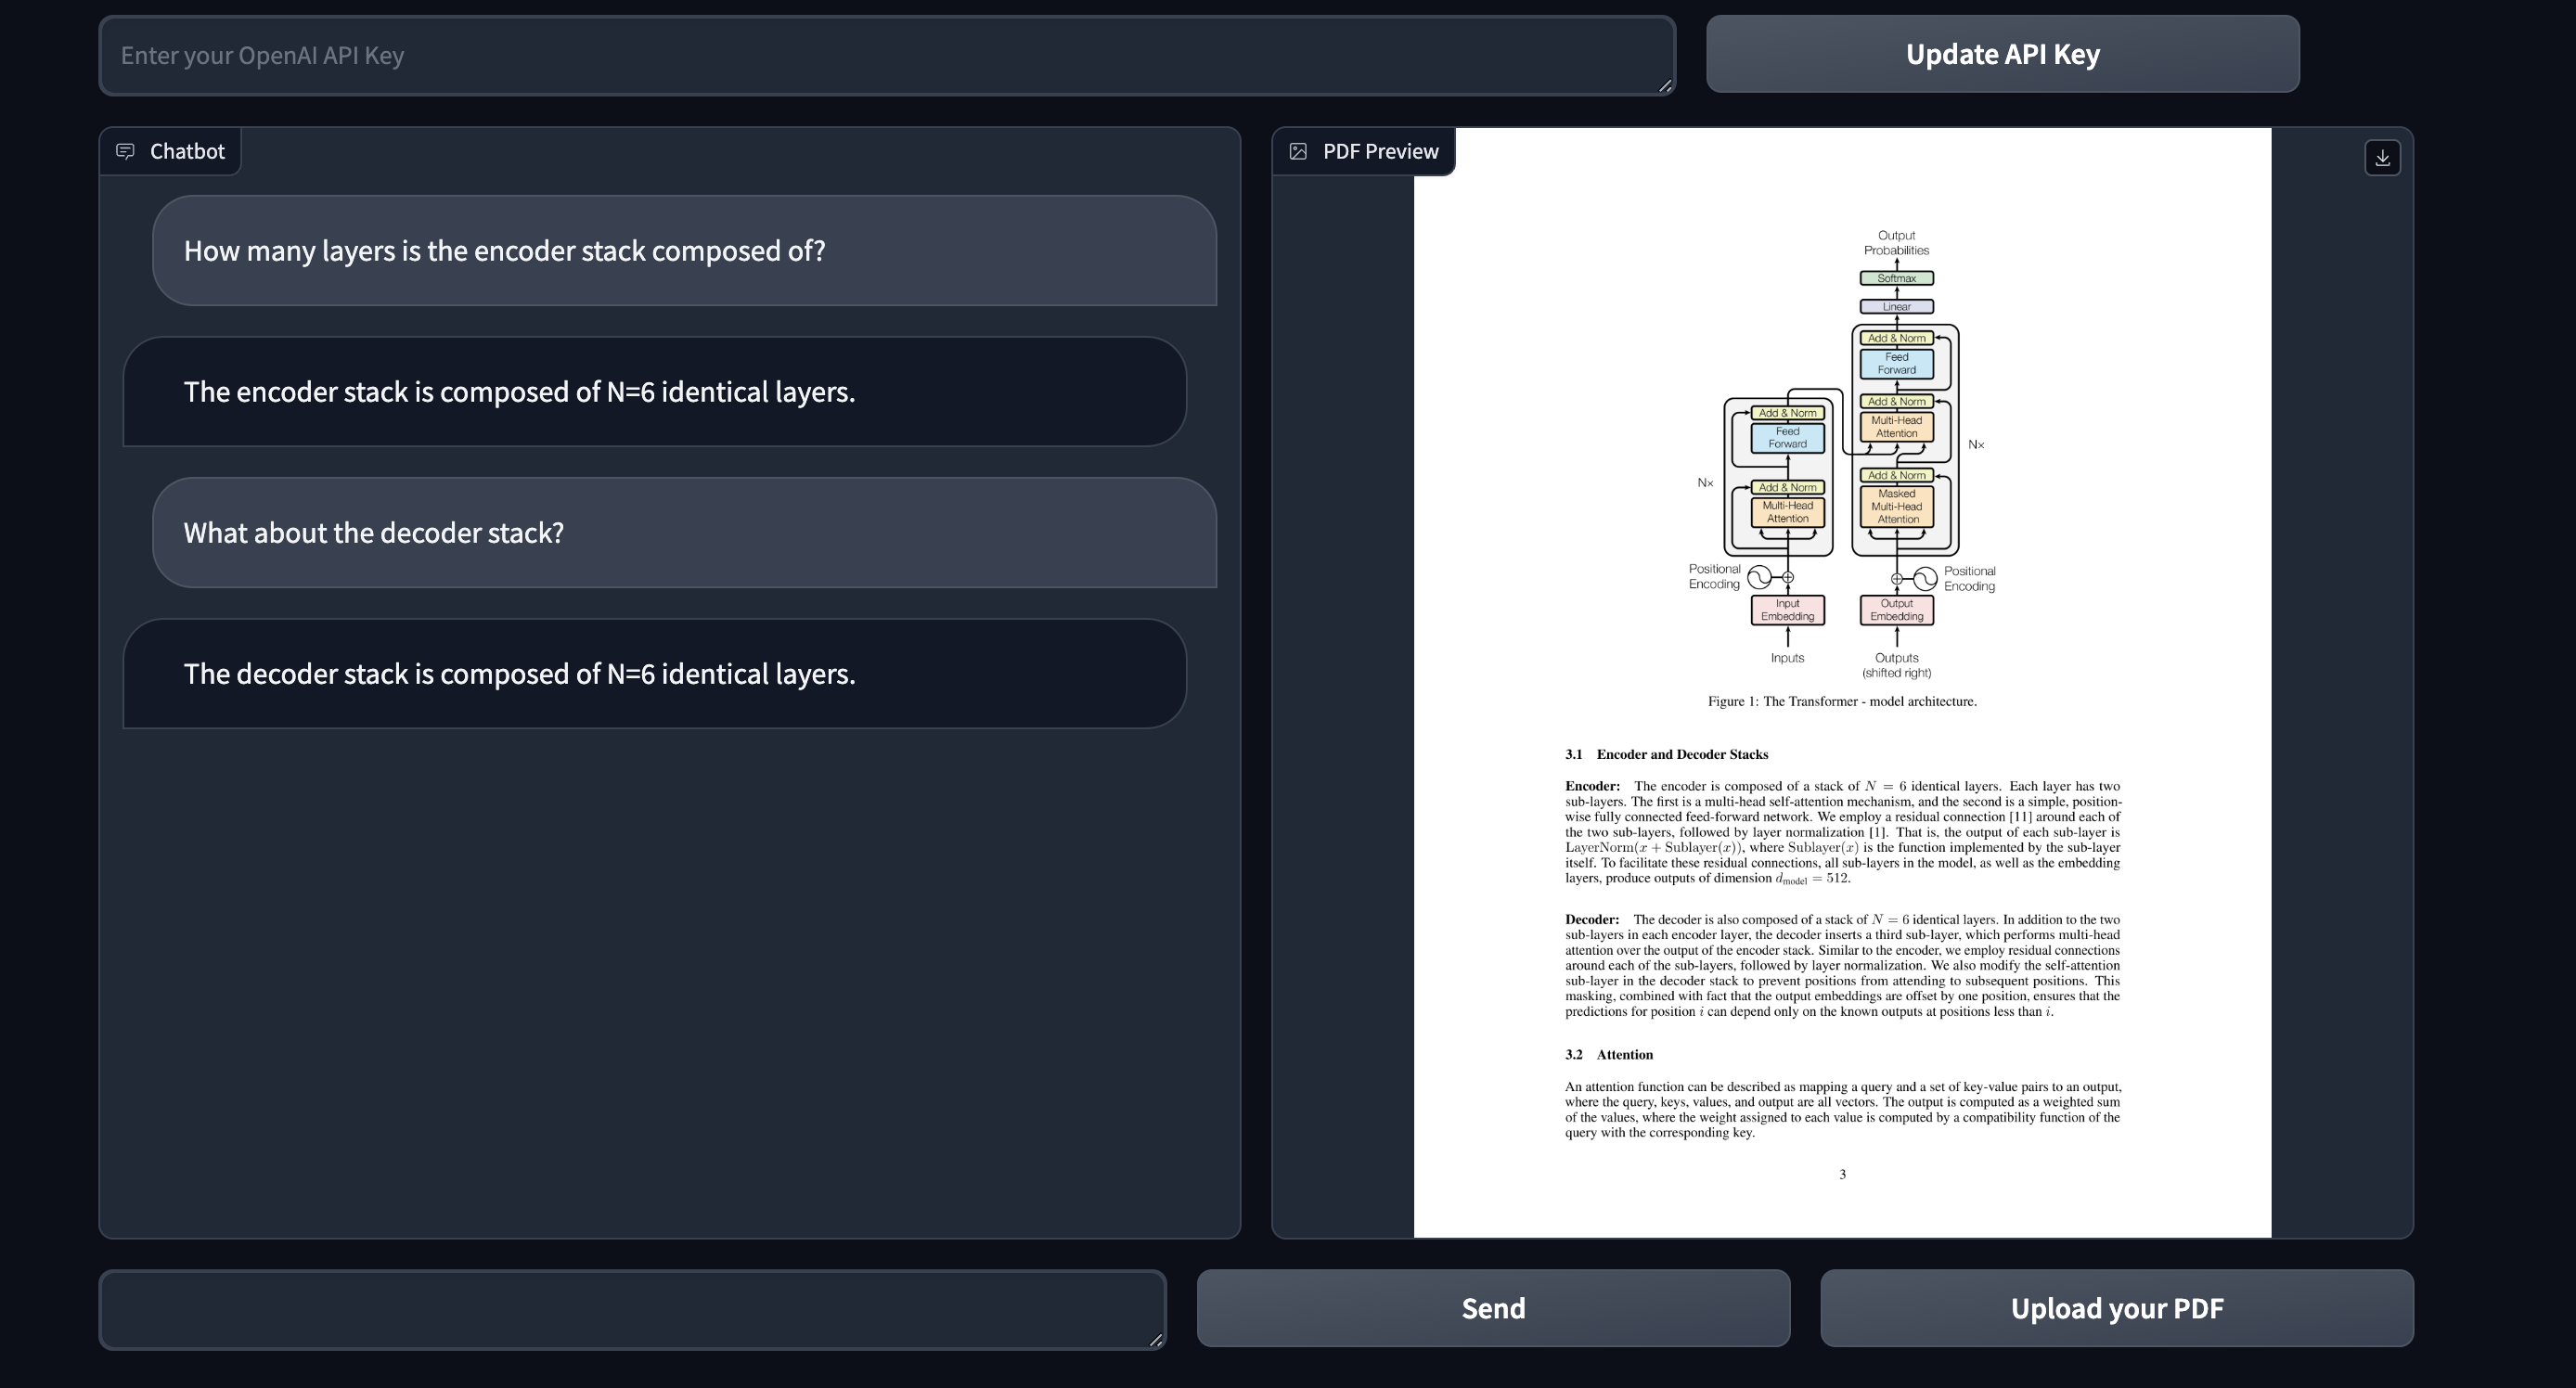 Enter your OpenAI API Key
Update API Key
Chatbot
How many layers is the encoder stack composed of?
The encoder stack is composed of N=6 identical layers.
What about the decoder stack?
The decoder stack is composed of N=6 identical layers.
PDF Preview
Output
Probabilities
Softmax
Linear
Add & Norm
Feed
Forward
Add & Norm
Multi-Head
Attention
Nx
Add & Norm
Masked
Multi-Head
Attention
Add & Norm
Feed
Forward
Nx
Add & Norm
Multi-Head
Attention
Positional
Encoding
Positional
Encoding
Input
Embedding
Output
Embedding
Inputs
Outputs
(shifted right)
Figure 1: The Transformer - model architecture.
3.1 Encoder and Decoder Stacks
Encoder: The encoder is composed of a stack of N = 6 identical layers. Each layer has two
sub-layers. The first is a multi-head self-attention mechanism, and the second is a simple, position-
wise fully connected feed-forward network. We employ a residual connection [11] around each of
the two sub-layers, followed by layer normalization [1]. That is, the output of each sub-layer is
LayerNorm(x + Sublayer(x)), where Sublayer(x) is the function implemented by the sub-layer
itself. To facilitate these residual connections, all sub-layers in the model, as well as the embedding
layers, produce outputs of dimension dmodel = 512.
Decoder: The decoder is also composed of a stack of N = 6 identical layers. In addition to the two
sub-layers in each encoder layer, the decoder inserts a third sub-layer, which performs multi-head
attention over the output of the encoder stack. Similar to the encoder, we employ residual connections
around each of the sub-layers, followed by layer normalization. We also modify the self-attention
sub-layer in the decoder stack to prevent positions from attending to subsequent positions. This
masking, combined with fact that the output embeddings are offset by one position, ensures that the
predictions for position i can depend only on the known outputs at positions less than i.
3.2 Attention
An attention function can be described as mapping a query and a set of key-value pairs to an output,
where the query, keys, values, and output are all vectors. The output is computed as a weighted sum
of the values, where the weight assigned to each value is computed by a compatibility function of the
query with the corresponding key.
3
Send
Upload your PDF